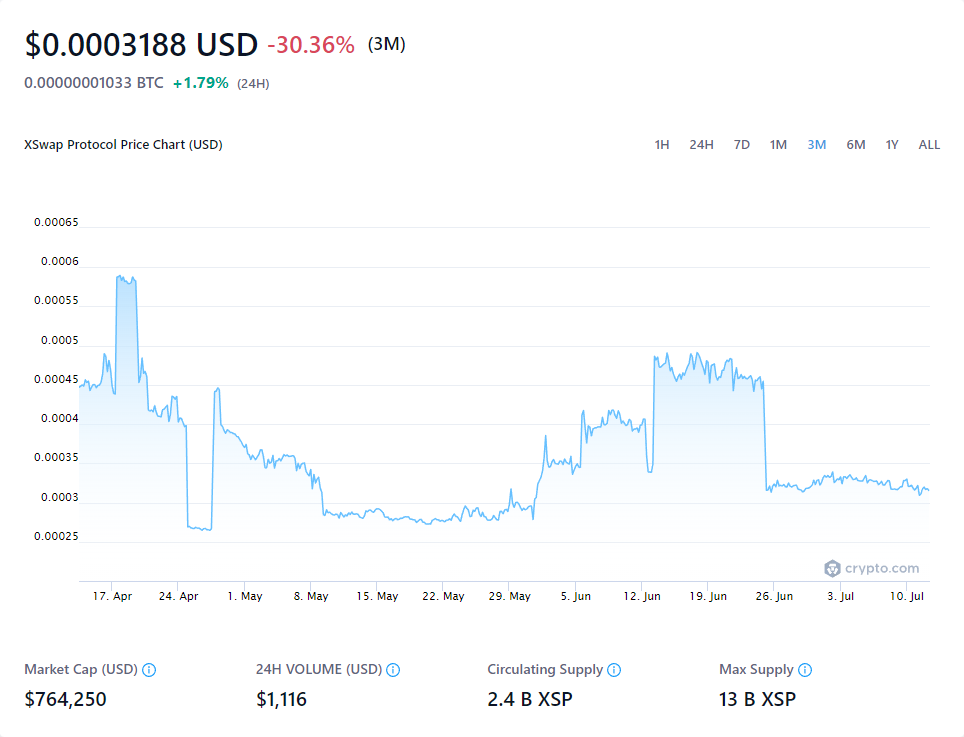 $0.0003188 USD -30.36% (3M)
0.00000001033 BTC +1.79% (24H)
XSwap Protocol Price Chart (USD) 1H 24H 7D 1M 3M 6M 1Y ALL
0.00065
0.0006
0.00055
0.0005
0.00045
0.0004
0.00035
0.0003
0.00025
crypto.com
17. Apr 24. Apr 1. May 8. May 15. May 22. May 29. May 5. Jun 12. Jun 19. Jun 26. Jun 3. Jul 10. Jul
Market Cap (USD) 24H VOLUME (USD) Circulating Supply Max Supply
$764,250 $1,116 2.4 B XSP 13 B XSP